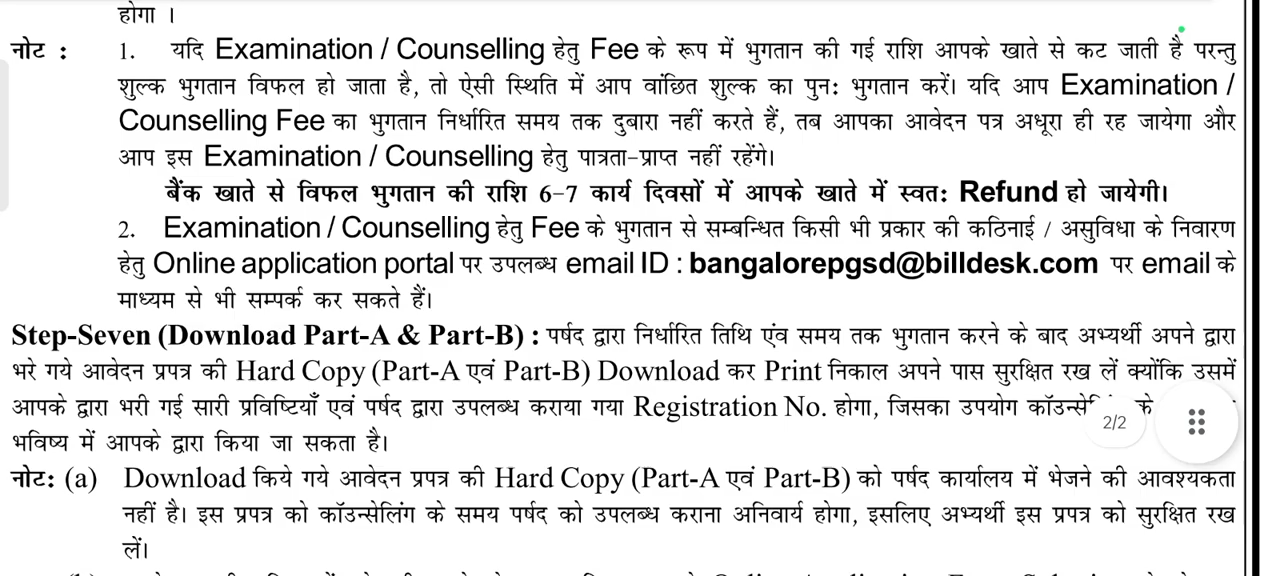 होगा ।
नोट : 1. यदि Examination / Counselling हेतु Fee के रूप में भुगतान की गई राशि आपके खाते से कट जाती है परन्तु
शुल्क भुगतान विफल हो जाता है, तो ऐसी स्थिति में आप वांछित शुल्क का पुनः भुगतान करें। यदि आप Examination /
Counselling Fee का भुगतान निर्धारित समय तक दुबारा नहीं करते हैं, तब आपका आवेदन पत्र अधूरा ही रह जायेगा और
आप इस Examination / Counselling हेतु पात्रता-प्राप्त नहीं रहेंगे।
बैंक खाते से विफल भुगतान की राशि 6-7 कार्य दिवसों में आपके खाते में स्वतः Refund हो जायेगी।
2. Examination / Counselling हेतु Fee के भुगतान से सम्बन्धित किसी भी प्रकार की कठिनाई / असुविधा के निवारण
हेतु Online application portal पर उपलब्ध email ID : bangalorepgsd@billdesk.com पर email के
माध्यम से भी सम्पर्क कर सकते हैं।
Step-Seven (Download Part-A & Part-B) : पर्षद द्वारा निर्धारित तिथि एंव समय तक भुगतान करने के बाद अभ्यर्थी अपने द्वारा
भरे गये आवेदन प्रपत्र की Hard Copy (Part-A एवं Part-B) Download कर Print निकाल अपने पास सुरक्षित रख लें क्योंकि उसमें
आपके द्वारा भरी गई सारी प्रविष्टियाँ एवं पर्षद द्वारा उपलब्ध कराया गया Registration No. होगा, जिसका उपयोग के
2/2
भविष्य में आपके द्वारा किया जा सकता है।
नोट: (a) Download किये गये आवेदन प्रपत्र की Hard Copy (Part-A एवं Part-B) को पर्षद कार्यालय में भेजने की आवश्यकता
नहीं है। इस प्रपत्र को कॉउन्सेलिंग के समय पर्षद को उपलब्ध कराना अनिवार्य होगा, इसलिए अभ्यर्थी इस प्रपत्र को सुरक्षित रख
लें।